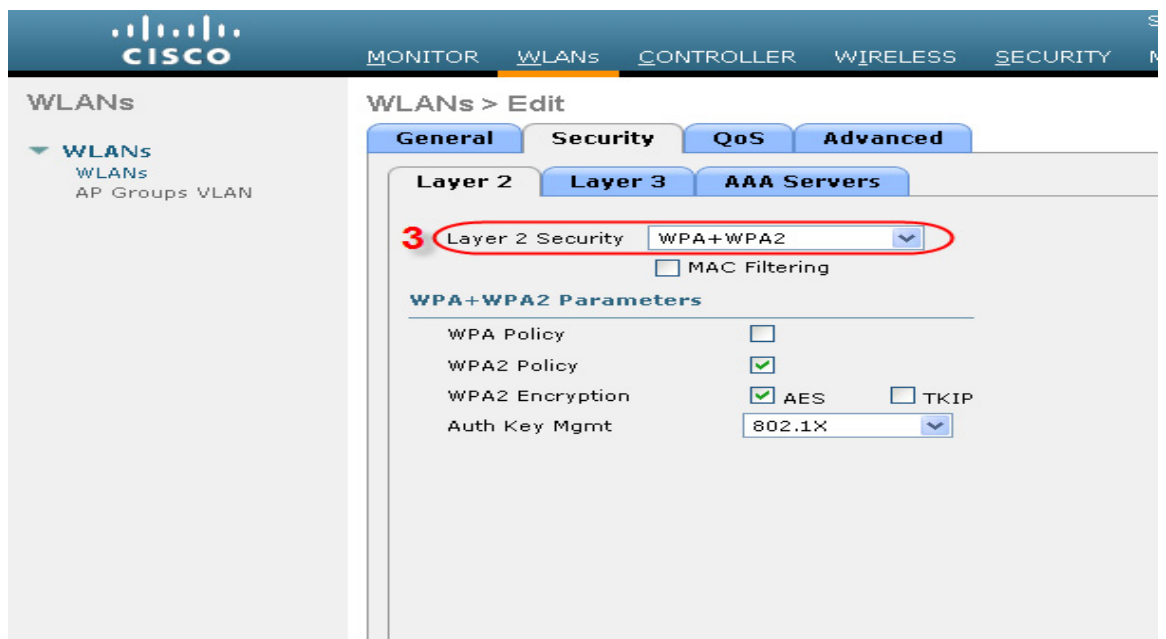 CISCO
MONITOR WLANs CONTROLLER WIRELESS SECURITY
WLANs
WLANs
WLANs
AP Groups VLAN
WLANs > Edit
General Security QoS Advanced
Layer 2 Layer 3 AAA Servers
3 Layer 2 Security WPA+WPA2
MAC Filtering
WPA+WPA2 Parameters
WPA Policy
WPA2 Policy
WPA2 Encryption AES TKIP
Auth Key Mgmt 802.1X